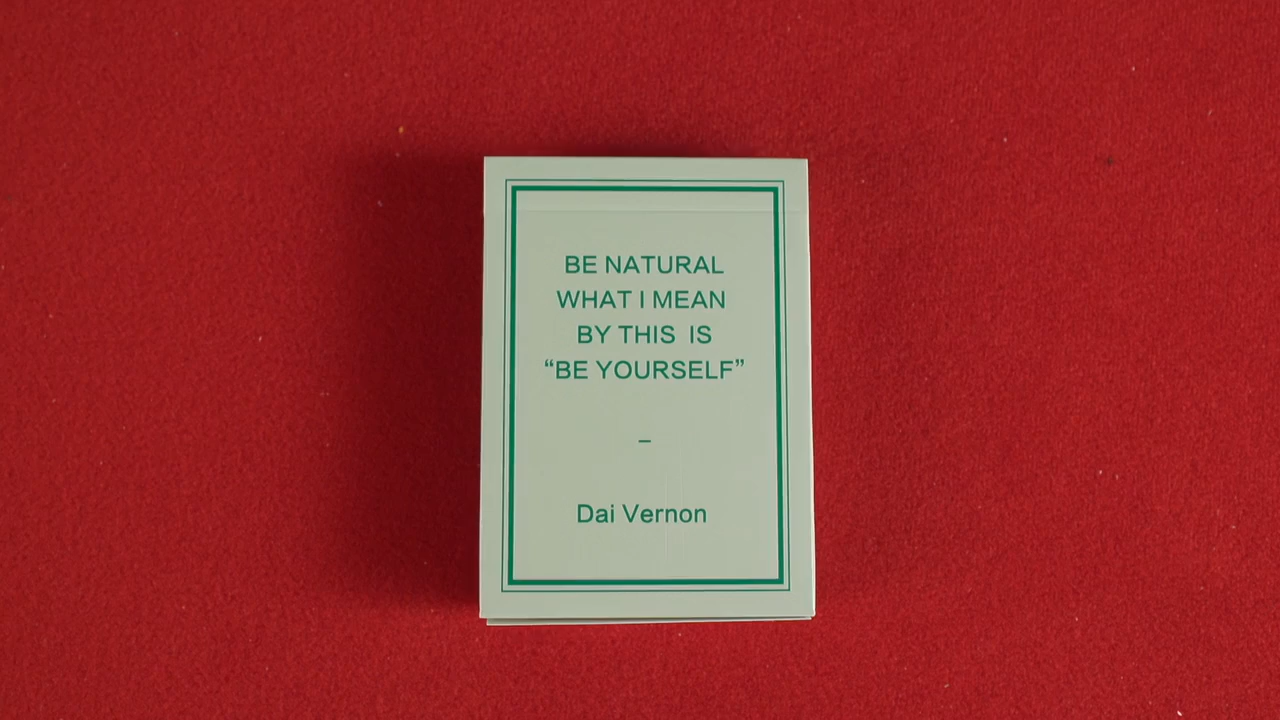 BE NATURAL
WHAT I MEAN
BY THIS IS
“BE YOURSELF”
–
Dai Vernon